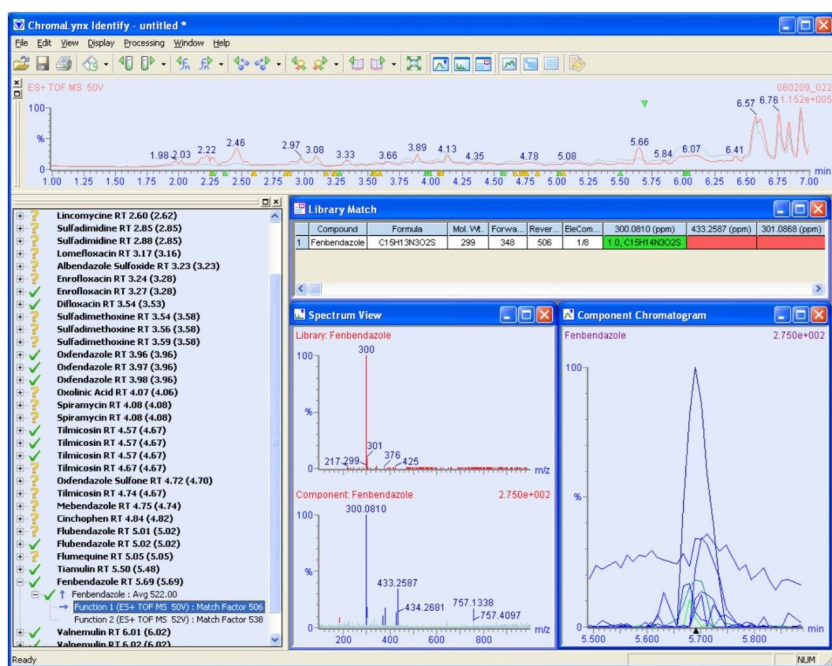 ChromaLynx Identify - untitled *
File Edit View Display Processing Window Help
ES+ TOF MS 50V 060209_022
1.152e+005
100
%
1.98 2.03 2.22 2.46 2.97 3.08 3.33 3.66 3.89 4.13 4.35 4.78 5.08 5.66 5.84 6.07 6.41 6.57 6.76
1.00 1.25 1.50 1.75 2.00 2.25 2.50 2.75 3.00 3.25 3.50 3.75 4.00 4.25 4.50 4.75 5.00 5.25 5.50 5.75 6.00 6.25 6.50 6.75 7.00 min
Lincomycine RT 2.60 (2.62)
Sulfadimidine RT 2.85 (2.85)
Sulfadimidine RT 2.88 (2.85)
Lomefloxacin RT 3.17 (3.16)
Albendazole Sulfoxide RT 3.23 (3.23)
Enrofloxacin RT 3.24 (3.28)
Enrofloxacin RT 3.27 (3.28)
Difloxacin RT 3.54 (3.53)
Sulfadimethoxine RT 3.54 (3.58)
Sulfadimethoxine RT 3.56 (3.58)
Sulfadimethoxine RT 3.59 (3.58)
Oxfendazole RT 3.96 (3.96)
Oxfendazole RT 3.97 (3.96)
Oxfendazole RT 3.98 (3.96)
Oxolinic Acid RT 4.07 (4.06)
Spiramycin RT 4.08 (4.08)
Spiramycin RT 4.08 (4.08)
Tilmicosin RT 4.57 (4.67)
Tilmicosin RT 4.57 (4.67)
Tilmicosin RT 4.67 (4.67)
Oxfendazole Sulfone RT 4.72 (4.70)
Tilmicosin RT 4.74 (4.67)
Mebendazole RT 4.75 (4.74)
Cinchophen RT 4.84 (4.82)
Flubendazole RT 5.01 (5.02)
Flubendazole RT 5.02 (5.02)
Flumequine RT 5.05 (5.05)
Tiamulin RT 5.50 (5.48)
Fenbendazole RT 5.69 (5.69)
Fenbendazole : Avg 522.00
Function 1 (ES+ TOF MS 50V) : Match Factor 506
Function 2 (ES+ TOF MS 52V) : Match Factor 538
Valnemulin RT 6.01 (6.02)
Valnemulin RT 6.02 (6.02)
Library Match
Compound Formula Mol. Wt. Forwa... Rever... EleCom... 300.0810 (ppm) 433.2587 (ppm) 301.0868 (ppm)
1 Fenbendazole C15H13N3O2S 299 348 506 1/8 1.0, C15H14N3O2S
Spectrum View
Library: Fenbendazole
100
%
0
300
301
217 299 376 425
m/z
Component: Fenbendazole 2.750e+002
100
%
0
300.0810
433.2587
434.2681
757.1338
757.4097
200 400 600 800 m/z
Component Chromatogram
Fenbendazole 2.750e+002
100
%
0
5.500 5.600 5.700 5.800 min
Ready NUM